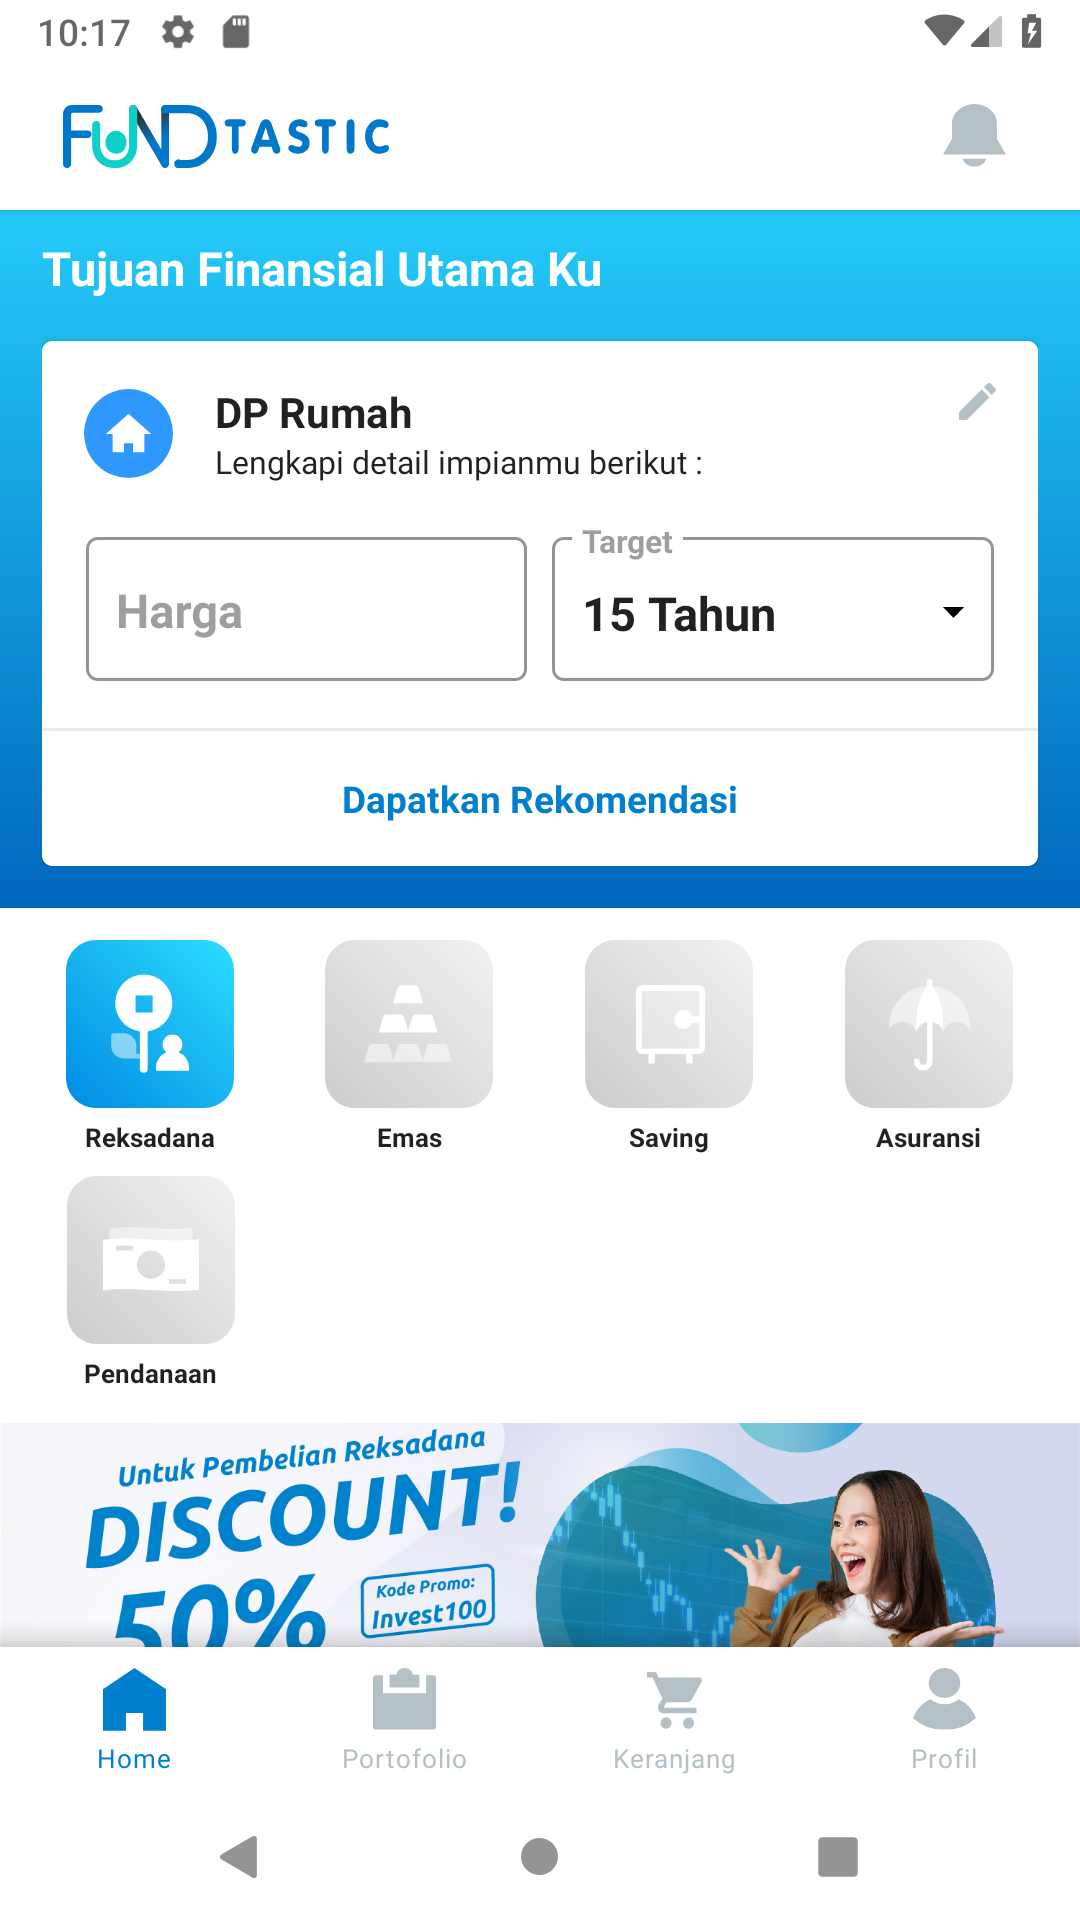 10:17
FUNDTASTIC
Tujuan Finansial Utama Ku
DP Rumah
Lengkapi detail impianmu berikut :
Harga
Target
15 Tahun
Dapatkan Rekomendasi
Reksadana
Emas
Saving
Asuransi
Pendanaan
Untuk Pembelian Reksadana
DISCOUNT!
50%
Kode Promo:
Invest100
Home
Portofolio
Keranjang
Profil